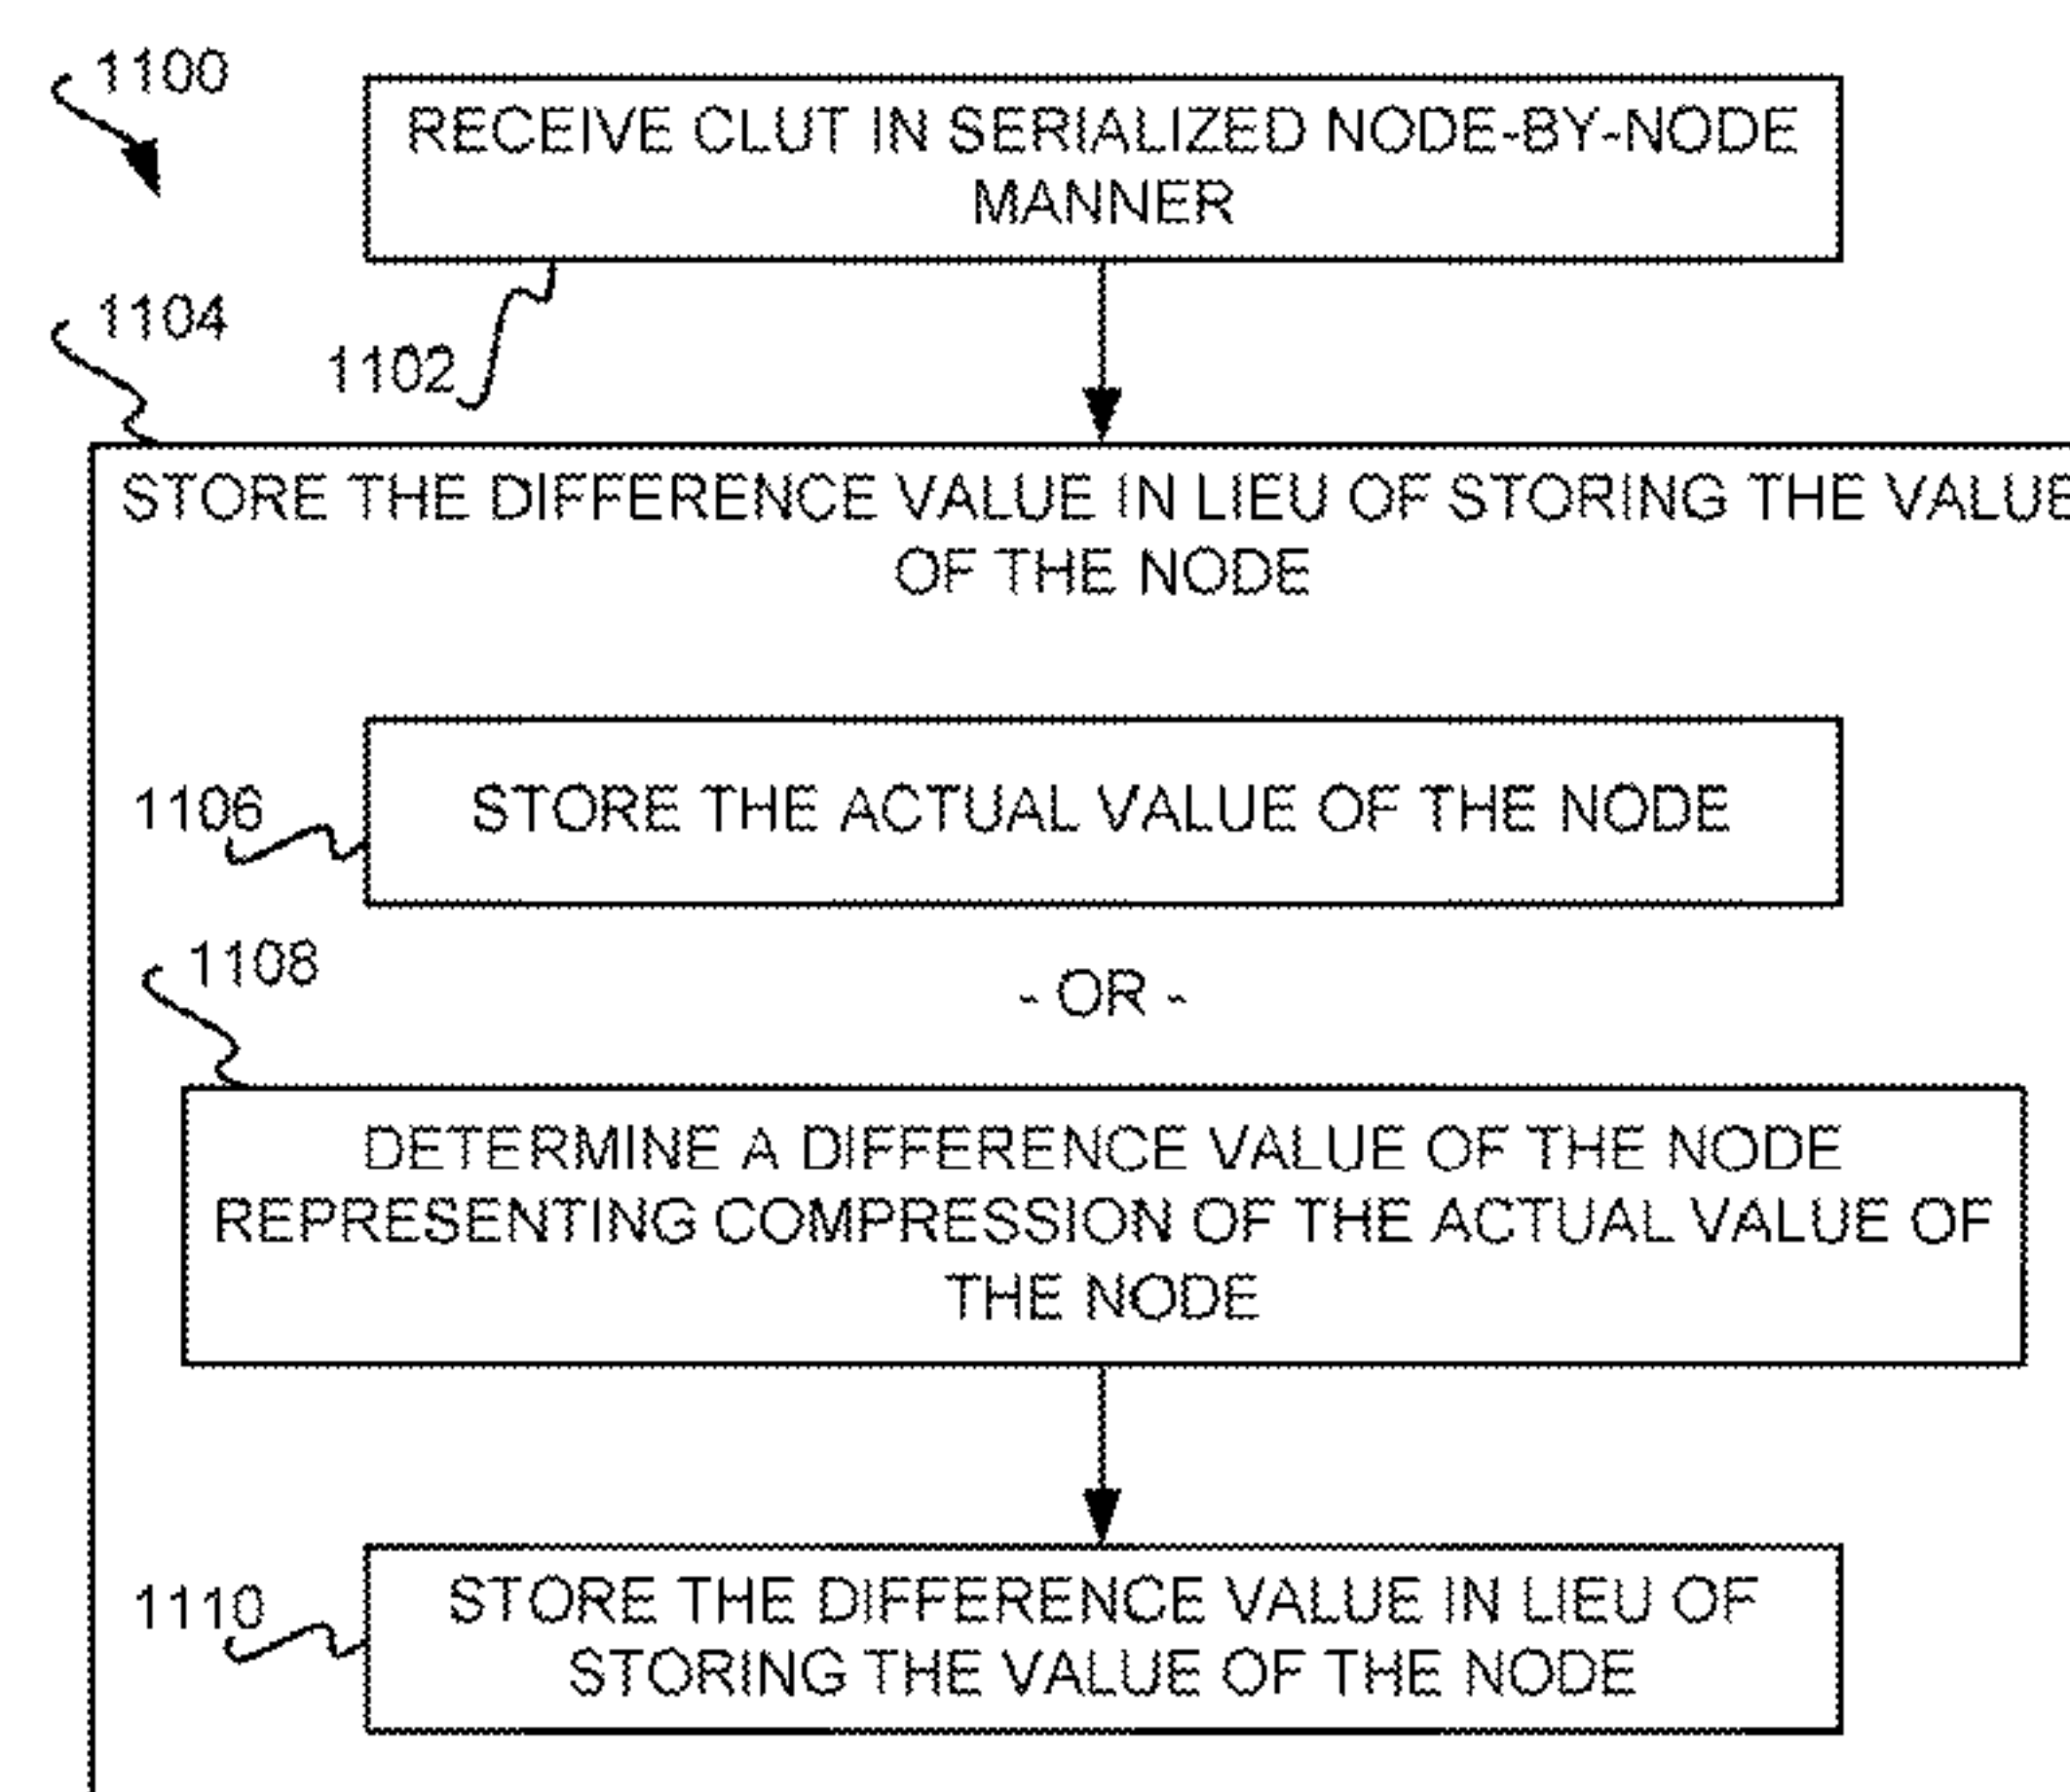 1100
RECEIVE CLUT IN SERIALIZED NODE-BY-NODE
MANNER
1104
1102
STORE THE DIFFERENCE VALUE IN LIEU OF STORING THE VALUE
OF THE NODE
1106
STORE THE ACTUAL VALUE OF THE NODE
1108
- OR -
DETERMINE A DIFFERENCE VALUE OF THE NODE
REPRESENTING COMPRESSION OF THE ACTUAL VALUE OF
THE NODE
1110
STORE THE DIFFERENCE VALUE IN LIEU OF
STORING THE VALUE OF THE NODE